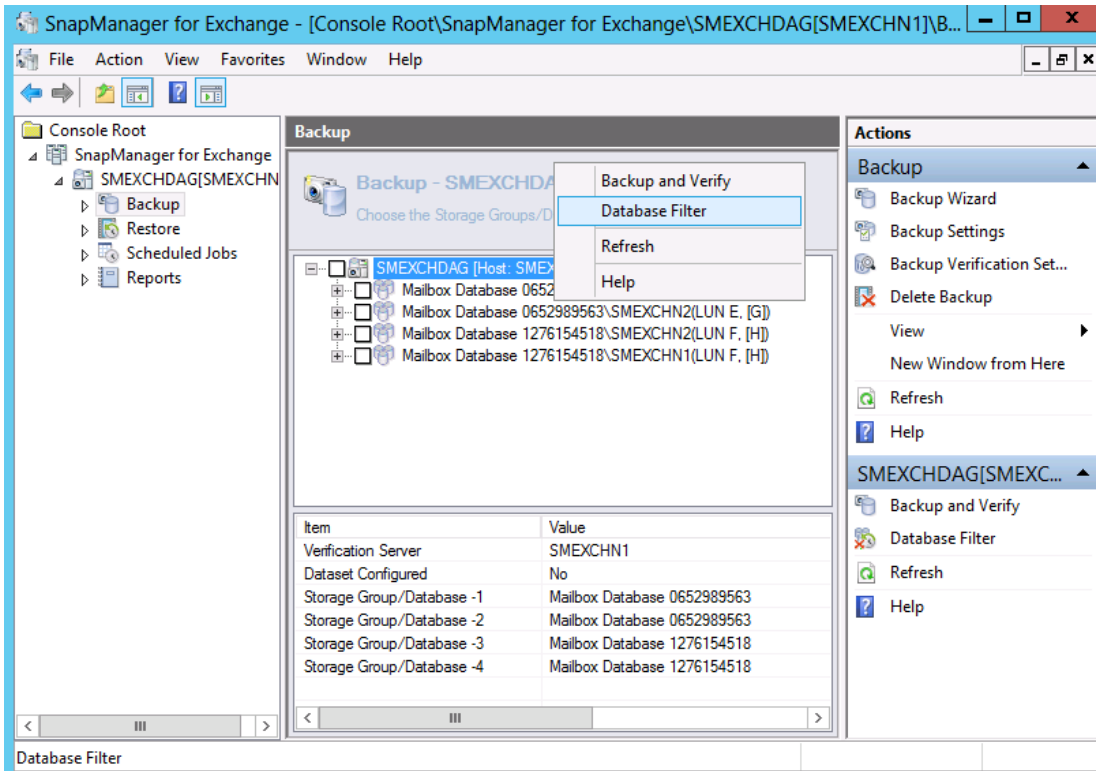 SnapManager for Exchange - [Console Root\SnapManager for Exchange\SMEXCHDAG[SMEXCHN1]\B...
File Action View Favorites Window Help
Console Root
SnapManager for Exchange
SMEXCHDAG[SMEXCHN
Backup
Restore
Scheduled Jobs
Reports
Backup
Backup - SMEXCHDA
Choose the Storage Groups/D
Backup and Verify
Database Filter
Refresh
Help
SMEXCHDAG [Host: SMEX
Mailbox Database 0652
Mailbox Database 0652989563\SMEXCHN2(LUN E, [G])
Mailbox Database 1276154518\SMEXCHN2(LUN F, [H])
Mailbox Database 1276154518\SMEXCHN1(LUN F, [H])
Item Value
Verification Server SMEXCHN1
Dataset Configured No
Storage Group/Database -1 Mailbox Database 0652989563
Storage Group/Database -2 Mailbox Database 0652989563
Storage Group/Database -3 Mailbox Database 1276154518
Storage Group/Database -4 Mailbox Database 1276154518
Actions
Backup
Backup Wizard
Backup Settings
Backup Verification Set...
Delete Backup
View
New Window from Here
Refresh
Help
SMEXCHDAG[SMEXC...
Backup and Verify
Database Filter
Refresh
Help
Database Filter